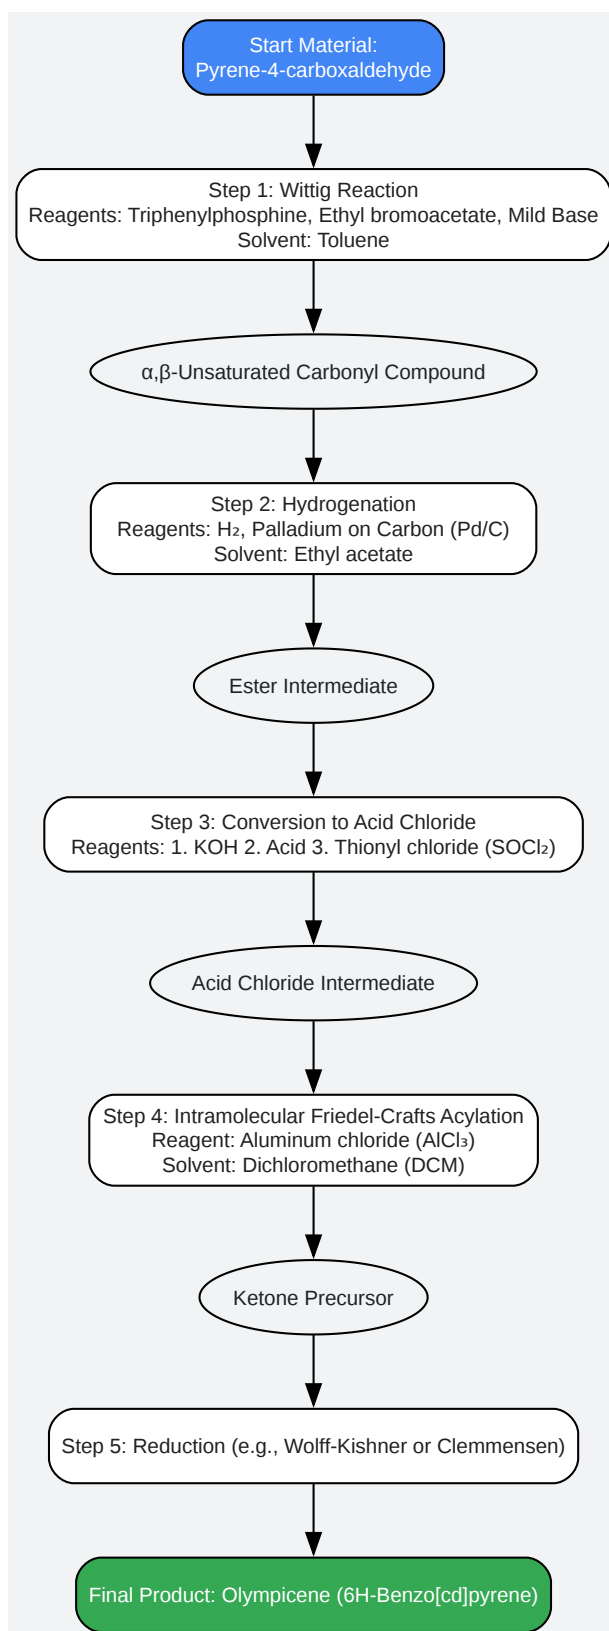 Start Material:
Pyrene-4-carboxaldehyde
Step 1: Wittig Reaction
Reagents: Triphenylphosphine, Ethyl bromoacetate, Mild Base
Solvent: Toluene
α,β-Unsaturated Carbonyl Compound
Step 2: Hydrogenation
Reagents: H₂, Palladium on Carbon (Pd/C)
Solvent: Ethyl acetate
Ester Intermediate
Step 3: Conversion to Acid Chloride
Reagents: 1. KOH 2. Acid 3. Thionyl chloride (SOCl₂)
Acid Chloride Intermediate
Step 4: Intramolecular Friedel-Crafts Acylation
Reagent: Aluminum chloride (AlCl₃)
Solvent: Dichloromethane (DCM)
Ketone Precursor
Step 5: Reduction (e.g., Wolff-Kishner or Clemmensen)
Final Product: Olympicene (6H-Benzo[cd]pyrene)